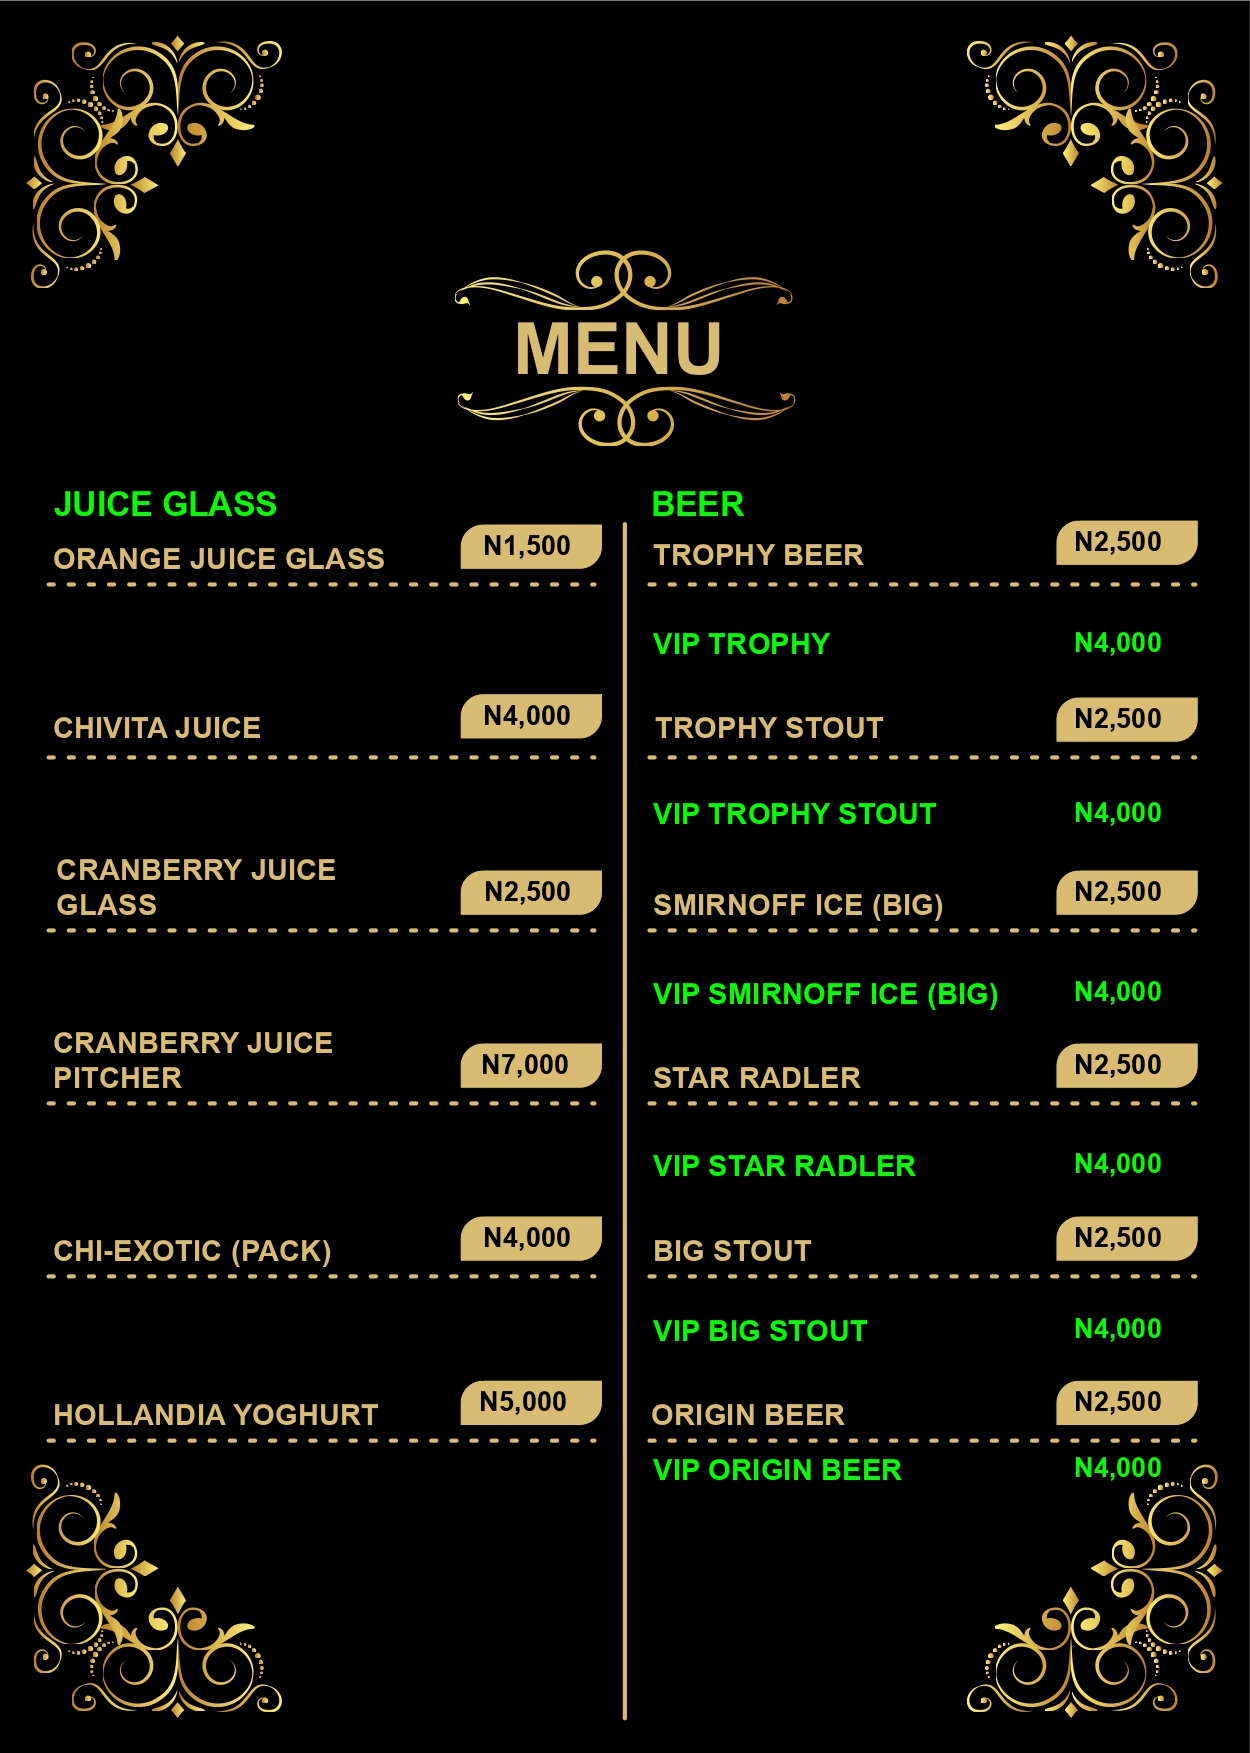 MENU
JUICE GLASS
ORANGE JUICE GLASS N1,500
CHIVITA JUICE N4,000
CRANBERRY JUICE
GLASS N2,500
CRANBERRY JUICE
PITCHER N7,000
CHI-EXOTIC (PACK) N4,000
HOLLANDIA YOGHURT N5,000
BEER
TROPHY BEER N2,500
VIP TROPHY N4,000
TROPHY STOUT N2,500
VIP TROPHY STOUT N4,000
SMIRNOFF ICE (BIG) N2,500
VIP SMIRNOFF ICE (BIG) N4,000
STAR RADLER N2,500
VIP STAR RADLER N4,000
BIG STOUT N2,500
VIP BIG STOUT N4,000
ORIGIN BEER N2,500
VIP ORIGIN BEER N4,000